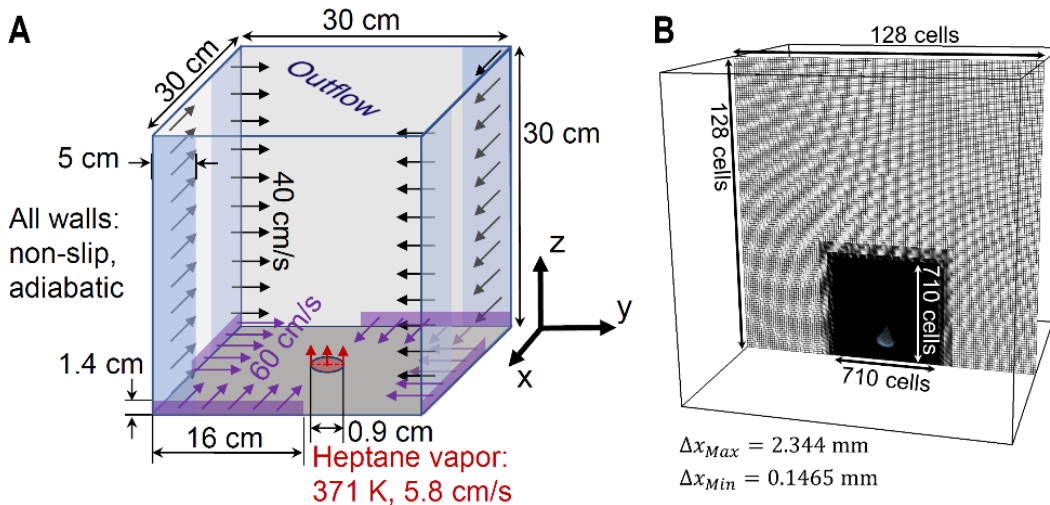 A
30 cm
30 cm
Outflow
30 cm
5 cm
40 cm/s
All walls:
non-slip,
adiabatic
z
y
x
60 cm/s
1.4 cm
16 cm
0.9 cm
Heptane vapor:
371 K, 5.8 cm/s
B
128 cells
128 cells
710 cells
710 cells
Δx_Max = 2.344 mm
Δx_Min = 0.1465 mm